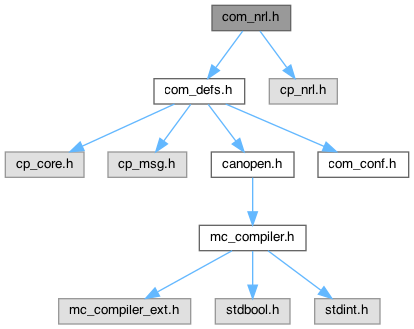 com_nrl.h
com_defs.h
cp_nrl.h
cp_core.h
cp_msg.h
canopen.h
com_conf.h
mc_compiler.h
mc_compiler_ext.h
stdbool.h
stdint.h